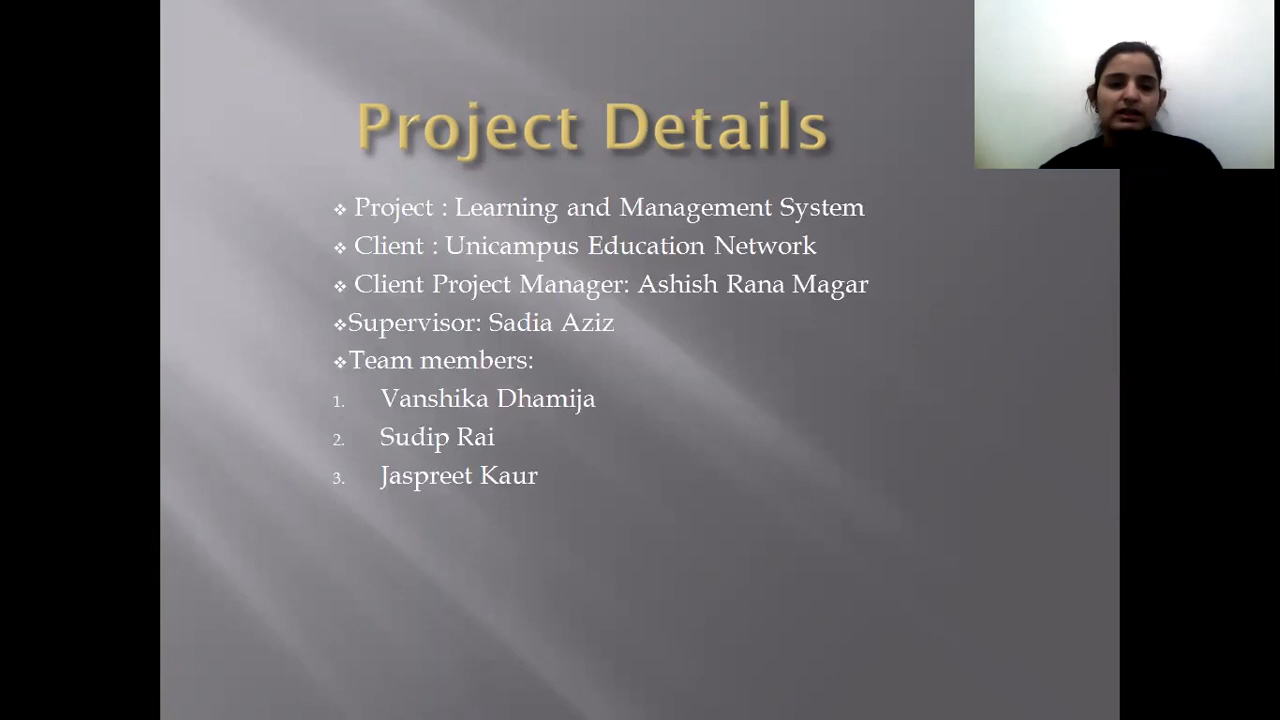 Project Details
❖ Project : Learning and Management System
❖ Client : Unicampus Education Network
❖ Client Project Manager: Ashish Rana Magar
❖Supervisor: Sadia Aziz
❖Team members:
1. Vanshika Dhamija
2. Sudip Rai
3. Jaspreet Kaur